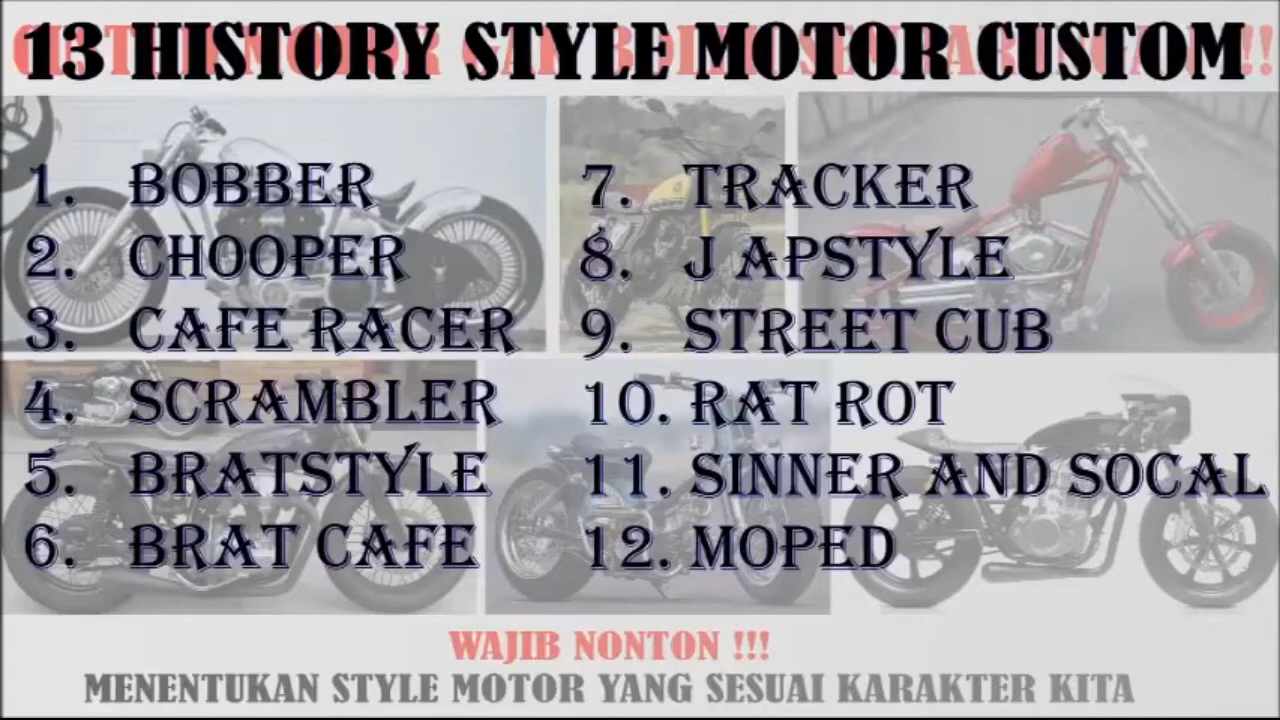 13 HISTORY STYLE MOTOR CUSTOM
1. BOBBER
2. CHOOPER
3. CAFE RACER
4. SCRAMBLER
5. BRATSTYLE
6. BRAT CAFE
7. TRACKER
8. J APSTYLE
9. STREET CUB
10. RAT ROT
11. SINNER AND SOCAL
12. MOPED
WAJIB NONTON !!!
MENENTUKAN STYLE MOTOR YANG SESUAI KARAKTER KITA